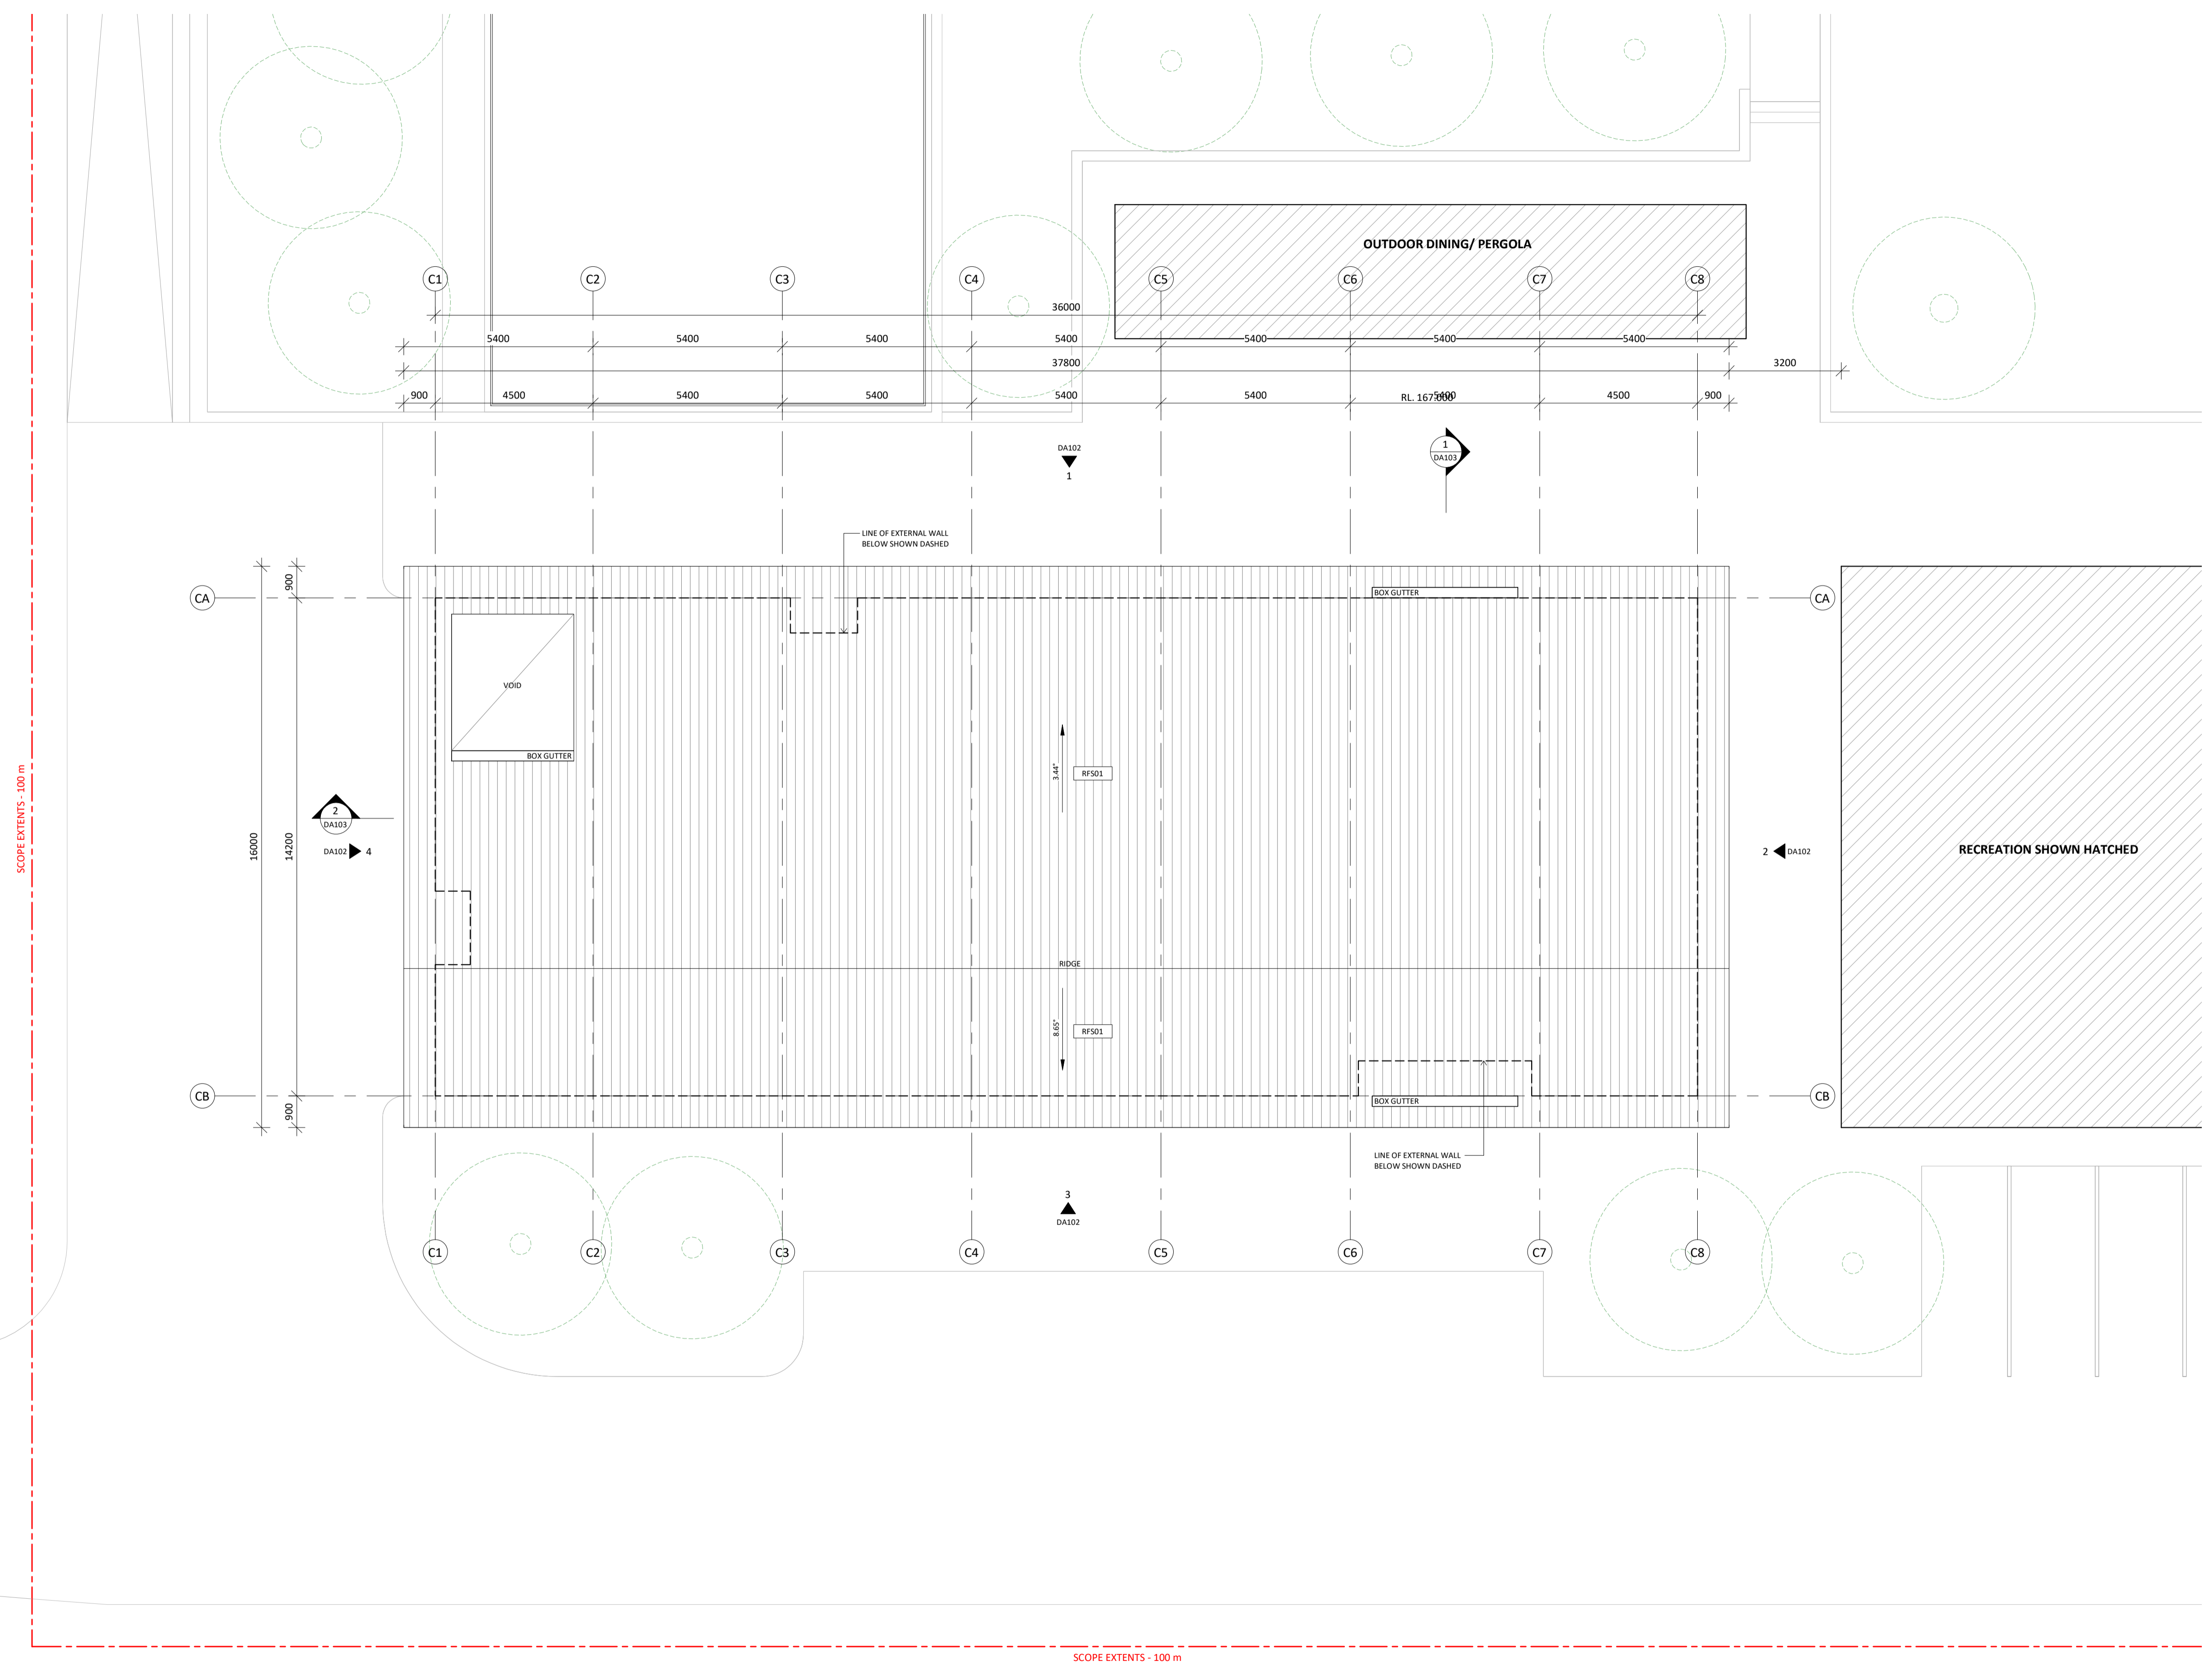 OUTDOOR DINING/ PERGOLA
C1 C2 C3 C4 C5 C6 C7 C8
36000
5400 5400 5400 5400 5400 5400 5400
37800 3200
900 4500 5400 5400 5400 5400 5400 4500 900
RL. 167.000
DA102
1
1
DA103
LINE OF EXTERNAL WALL
BELOW SHOWN DASHED
900
CA
CA
BOX GUTTER
VOID
BOX GUTTER
3.44°
RFS01
SCOPE EXTENTS - 100 m
16000
14200
2
DA103
DA102 4
2 DA102
RECREATION SHOWN HATCHED
RIDGE
8.65°
RFS01
CB
CB
900
BOX GUTTER
LINE OF EXTERNAL WALL
BELOW SHOWN DASHED
3
DA102
C1 C2 C3 C4 C5 C6 C7 C8
SCOPE EXTENTS - 100 m